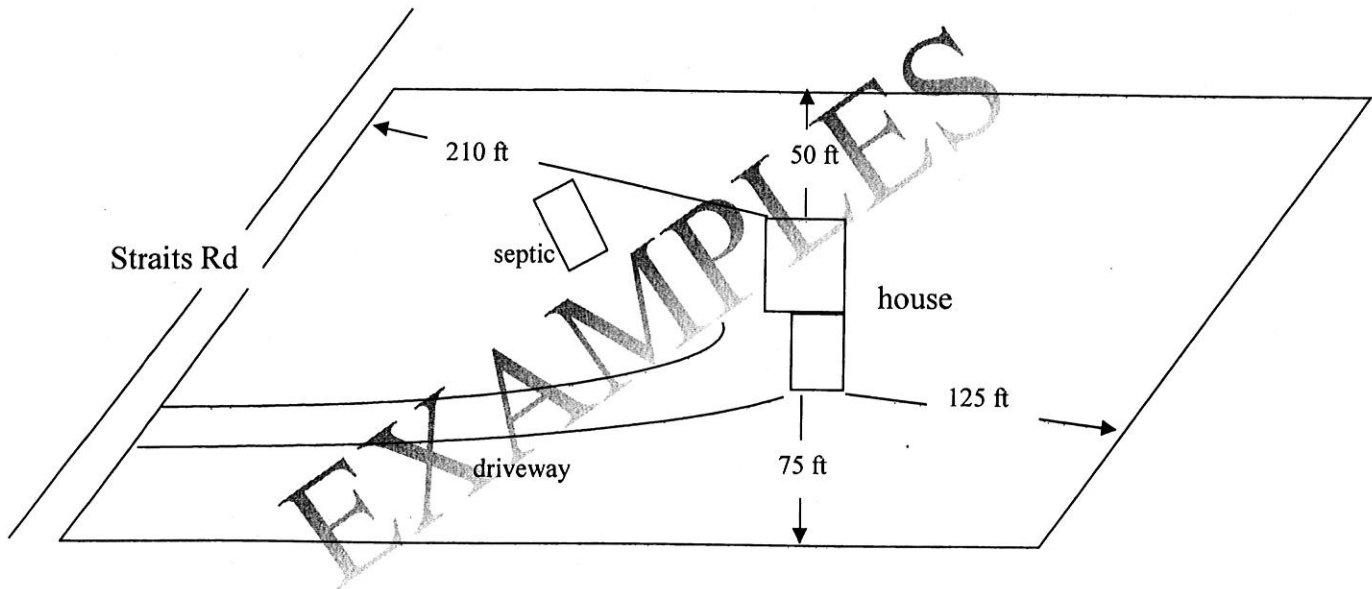 210 ft
50 ft
septic
Straits Rd
house
125 ft
driveway
75 ft
EXAMPLES